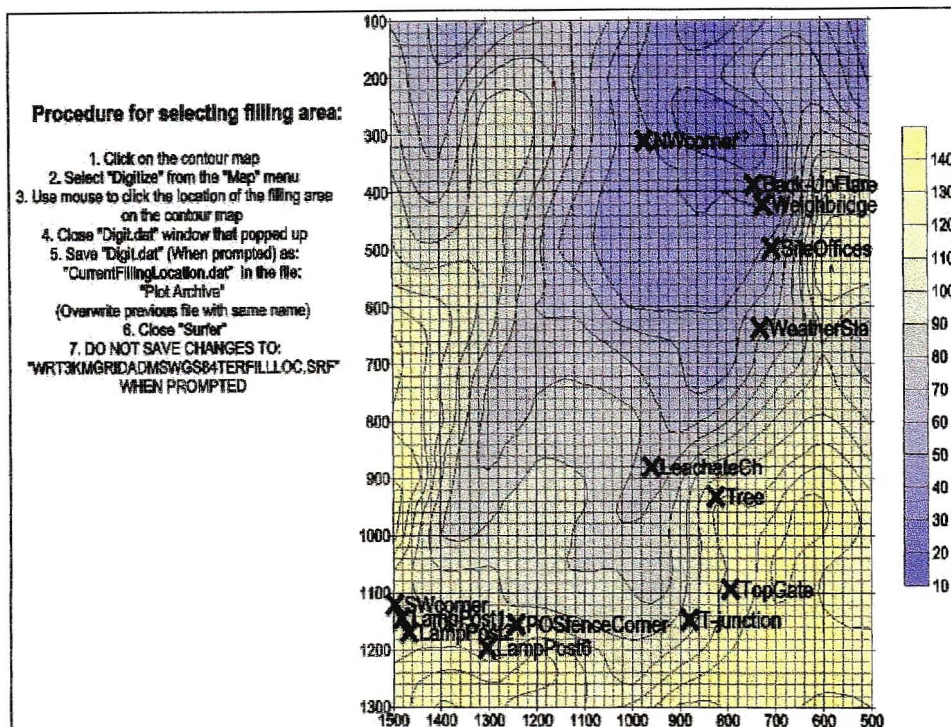 Procedure for selecting filling area:
1. Click on the contour map
2. Select "Digitize" from the "Map" menu
3. Use mouse to click the location of the filling area
on the contour map
4. Close "Digit.dat" window that popped up
5. Save "Digit.dat" (When prompted) as:
"CurrentFillingLocation.dat" in the file:
"Plot Archive"
(Overwrite previous file with same name)
6. Close "Surfer"
7. DO NOT SAVE CHANGES TO:
"WRT3KMGRIDADMSWGS84TERFILLLOC.SRF"
WHEN PROMPTED
100
200
300
400
500
600
700
800
900
1000
1100
1200
1300
1500 1400 1300 1200 1100 1000 900 800 700 600 500
NWcorner
Back-UpFlare
Weighbridge
SiteOffices
WeatherSta
LeachateCh
Tree
TopGate
SWcorner
LampPost1
POSfenceCorner
T-junction
LampPost2
LampPost6
140
130
120
110
100
90
80
70
60
50
40
30
20
10